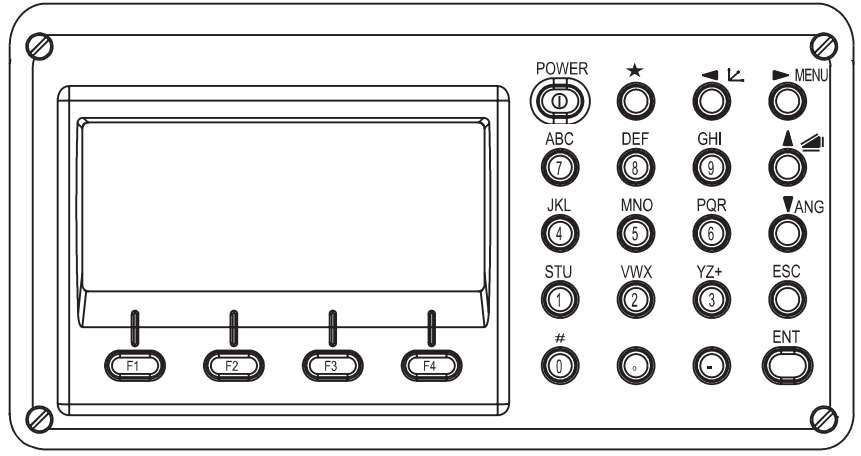 POWER ★ ◄ ► MENU
ABC DEF GHI ▲
7 8 9
JKL MNO PQR ▼ ANG
4 5 6
STU VWX YZ+ ESC
1 2 3
# ENT
F1 F2 F3 F4 0 . -